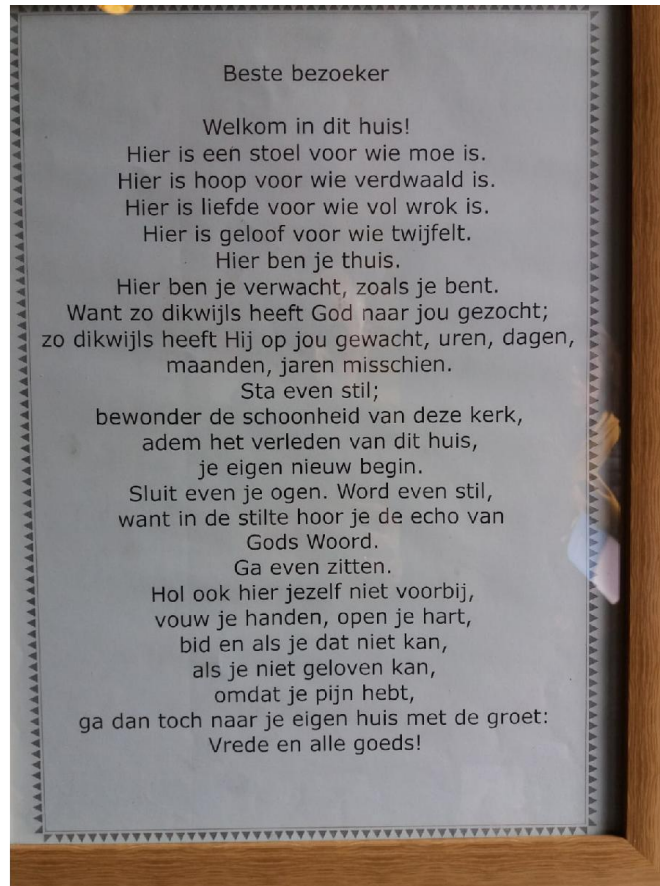 Beste bezoeker
Welkom in dit huis!
Hier is een stoel voor wie moe is.
Hier is hoop voor wie verdwaald is.
Hier is liefde voor wie vol wrok is.
Hier is geloof voor wie twijfelt.
Hier ben je thuis.
Hier ben je verwacht, zoals je bent.
Want zo dikwijls heeft God naar jou gezocht;
zo dikwijls heeft Hij op jou gewacht, uren, dagen,
maanden, jaren misschien.
Sta even stil;
bewonder de schoonheid van deze kerk,
adem het verleden van dit huis,
je eigen nieuw begin.
Sluit even je ogen. Word even stil,
want in de stilte hoor je de echo van
Gods Woord.
Ga even zitten.
Hol ook hier jezelf niet voorbij,
vouw je handen, open je hart,
bid en als je dat niet kan,
als je niet geloven kan,
omdat je pijn hebt,
ga dan toch naar je eigen huis met de groet:
Vrede en alle goeds!